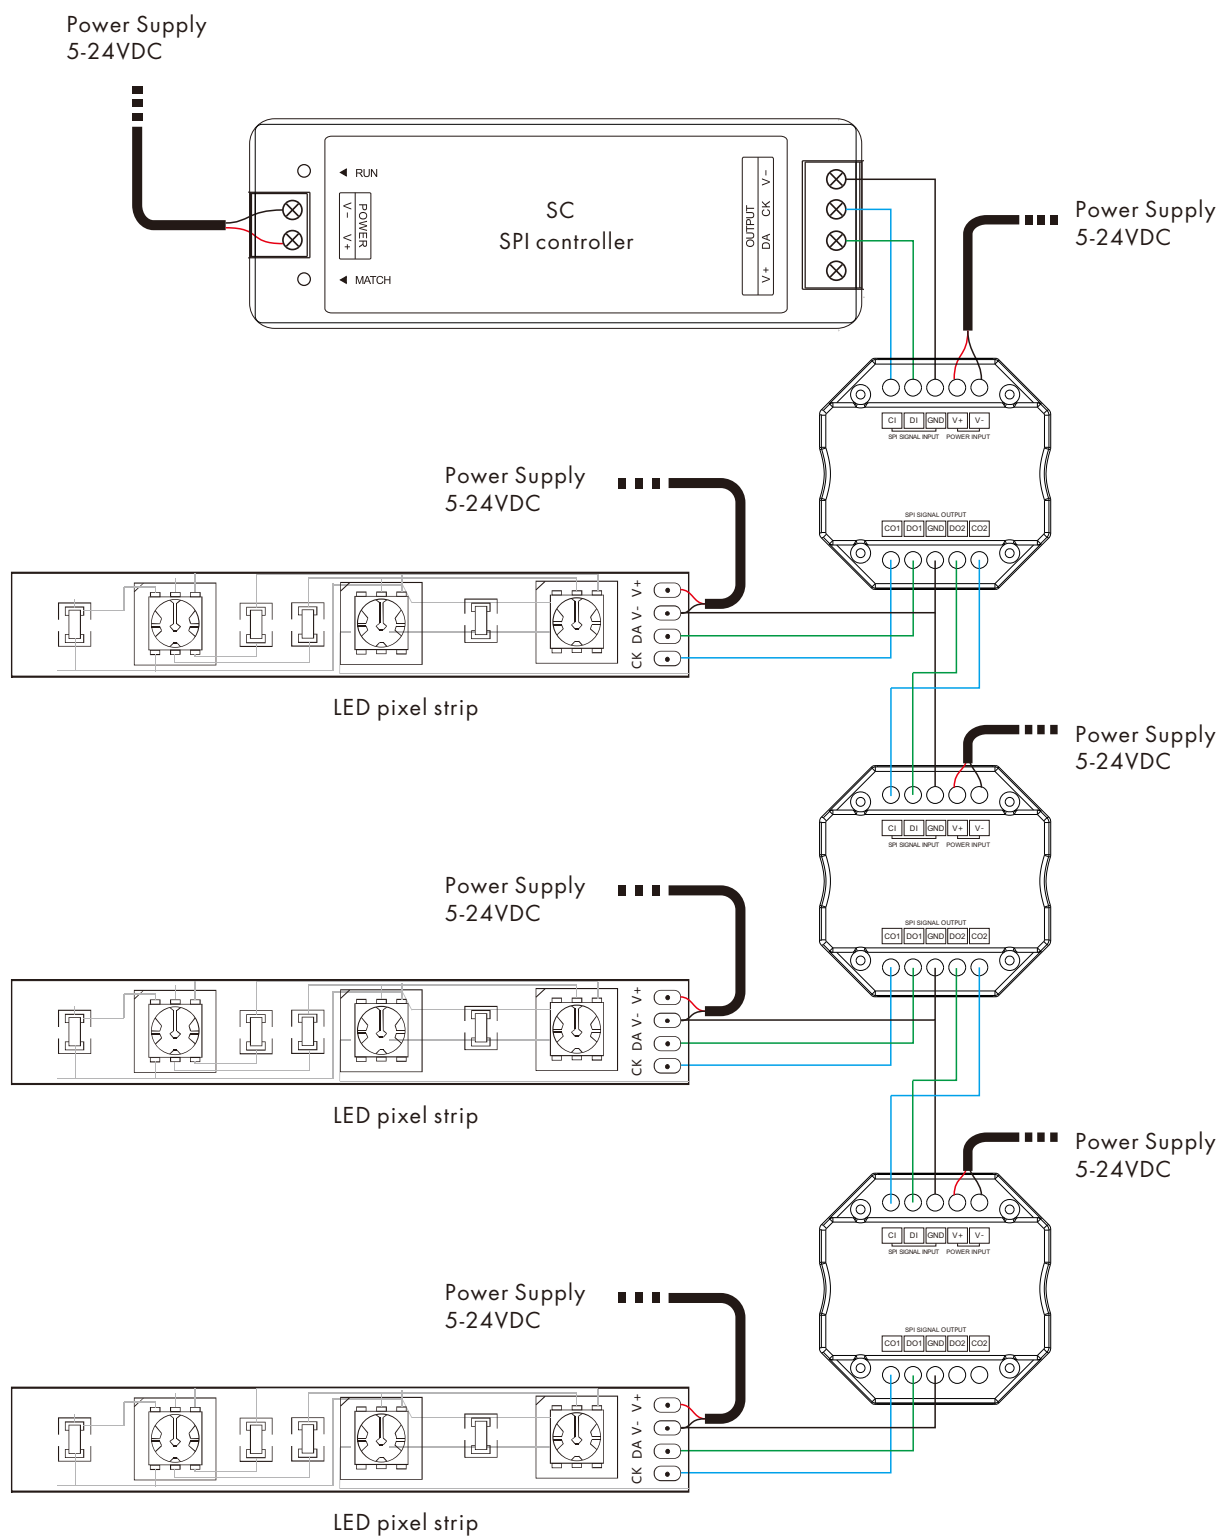 Power Supply
5-24VDC
RUN
POWER
V-
V+
MATCH
SC
SPI controller
OUTPUT
V-
CK
DA
V+
Power Supply
5-24VDC
CI DI GND V+ V-
SPI SIGNAL INPUT POWER INPUT
Power Supply
5-24VDC
SPI SIGNAL OUTPUT
CO1 DO1 GND DO2 CO2
V+
V-
DA
CK
LED pixel strip
Power Supply
5-24VDC
CI DI GND V+ V-
SPI SIGNAL INPUT POWER INPUT
Power Supply
5-24VDC
SPI SIGNAL OUTPUT
CO1 DO1 GND DO2 CO2
V+
V-
DA
CK
LED pixel strip
Power Supply
5-24VDC
CI DI GND V+ V-
SPI SIGNAL INPUT POWER INPUT
Power Supply
5-24VDC
SPI SIGNAL OUTPUT
CO1 DO1 GND DO2 CO2
V+
V-
DA
CK
LED pixel strip